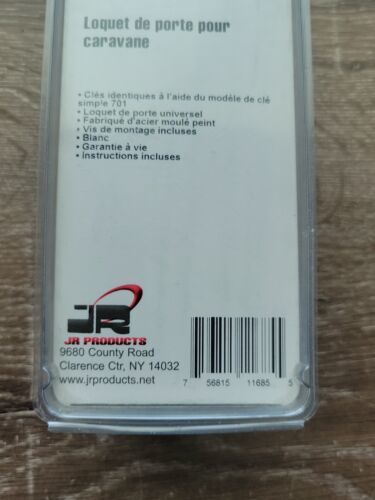 Loquet de porte pour
caravane
• Clés identiques à l'aide du modèle de clé
simple 701
• Loquet de porte universel
• Fabriqué d'acier moulé peint
• Vis de montage incluses
• Blanc
• Garantie à vie
• Instructions incluses
JR
JR PRODUCTS
9680 County Road
Clarence Ctr, NY 14032
www.jrproducts.net
7 56815 11685 5